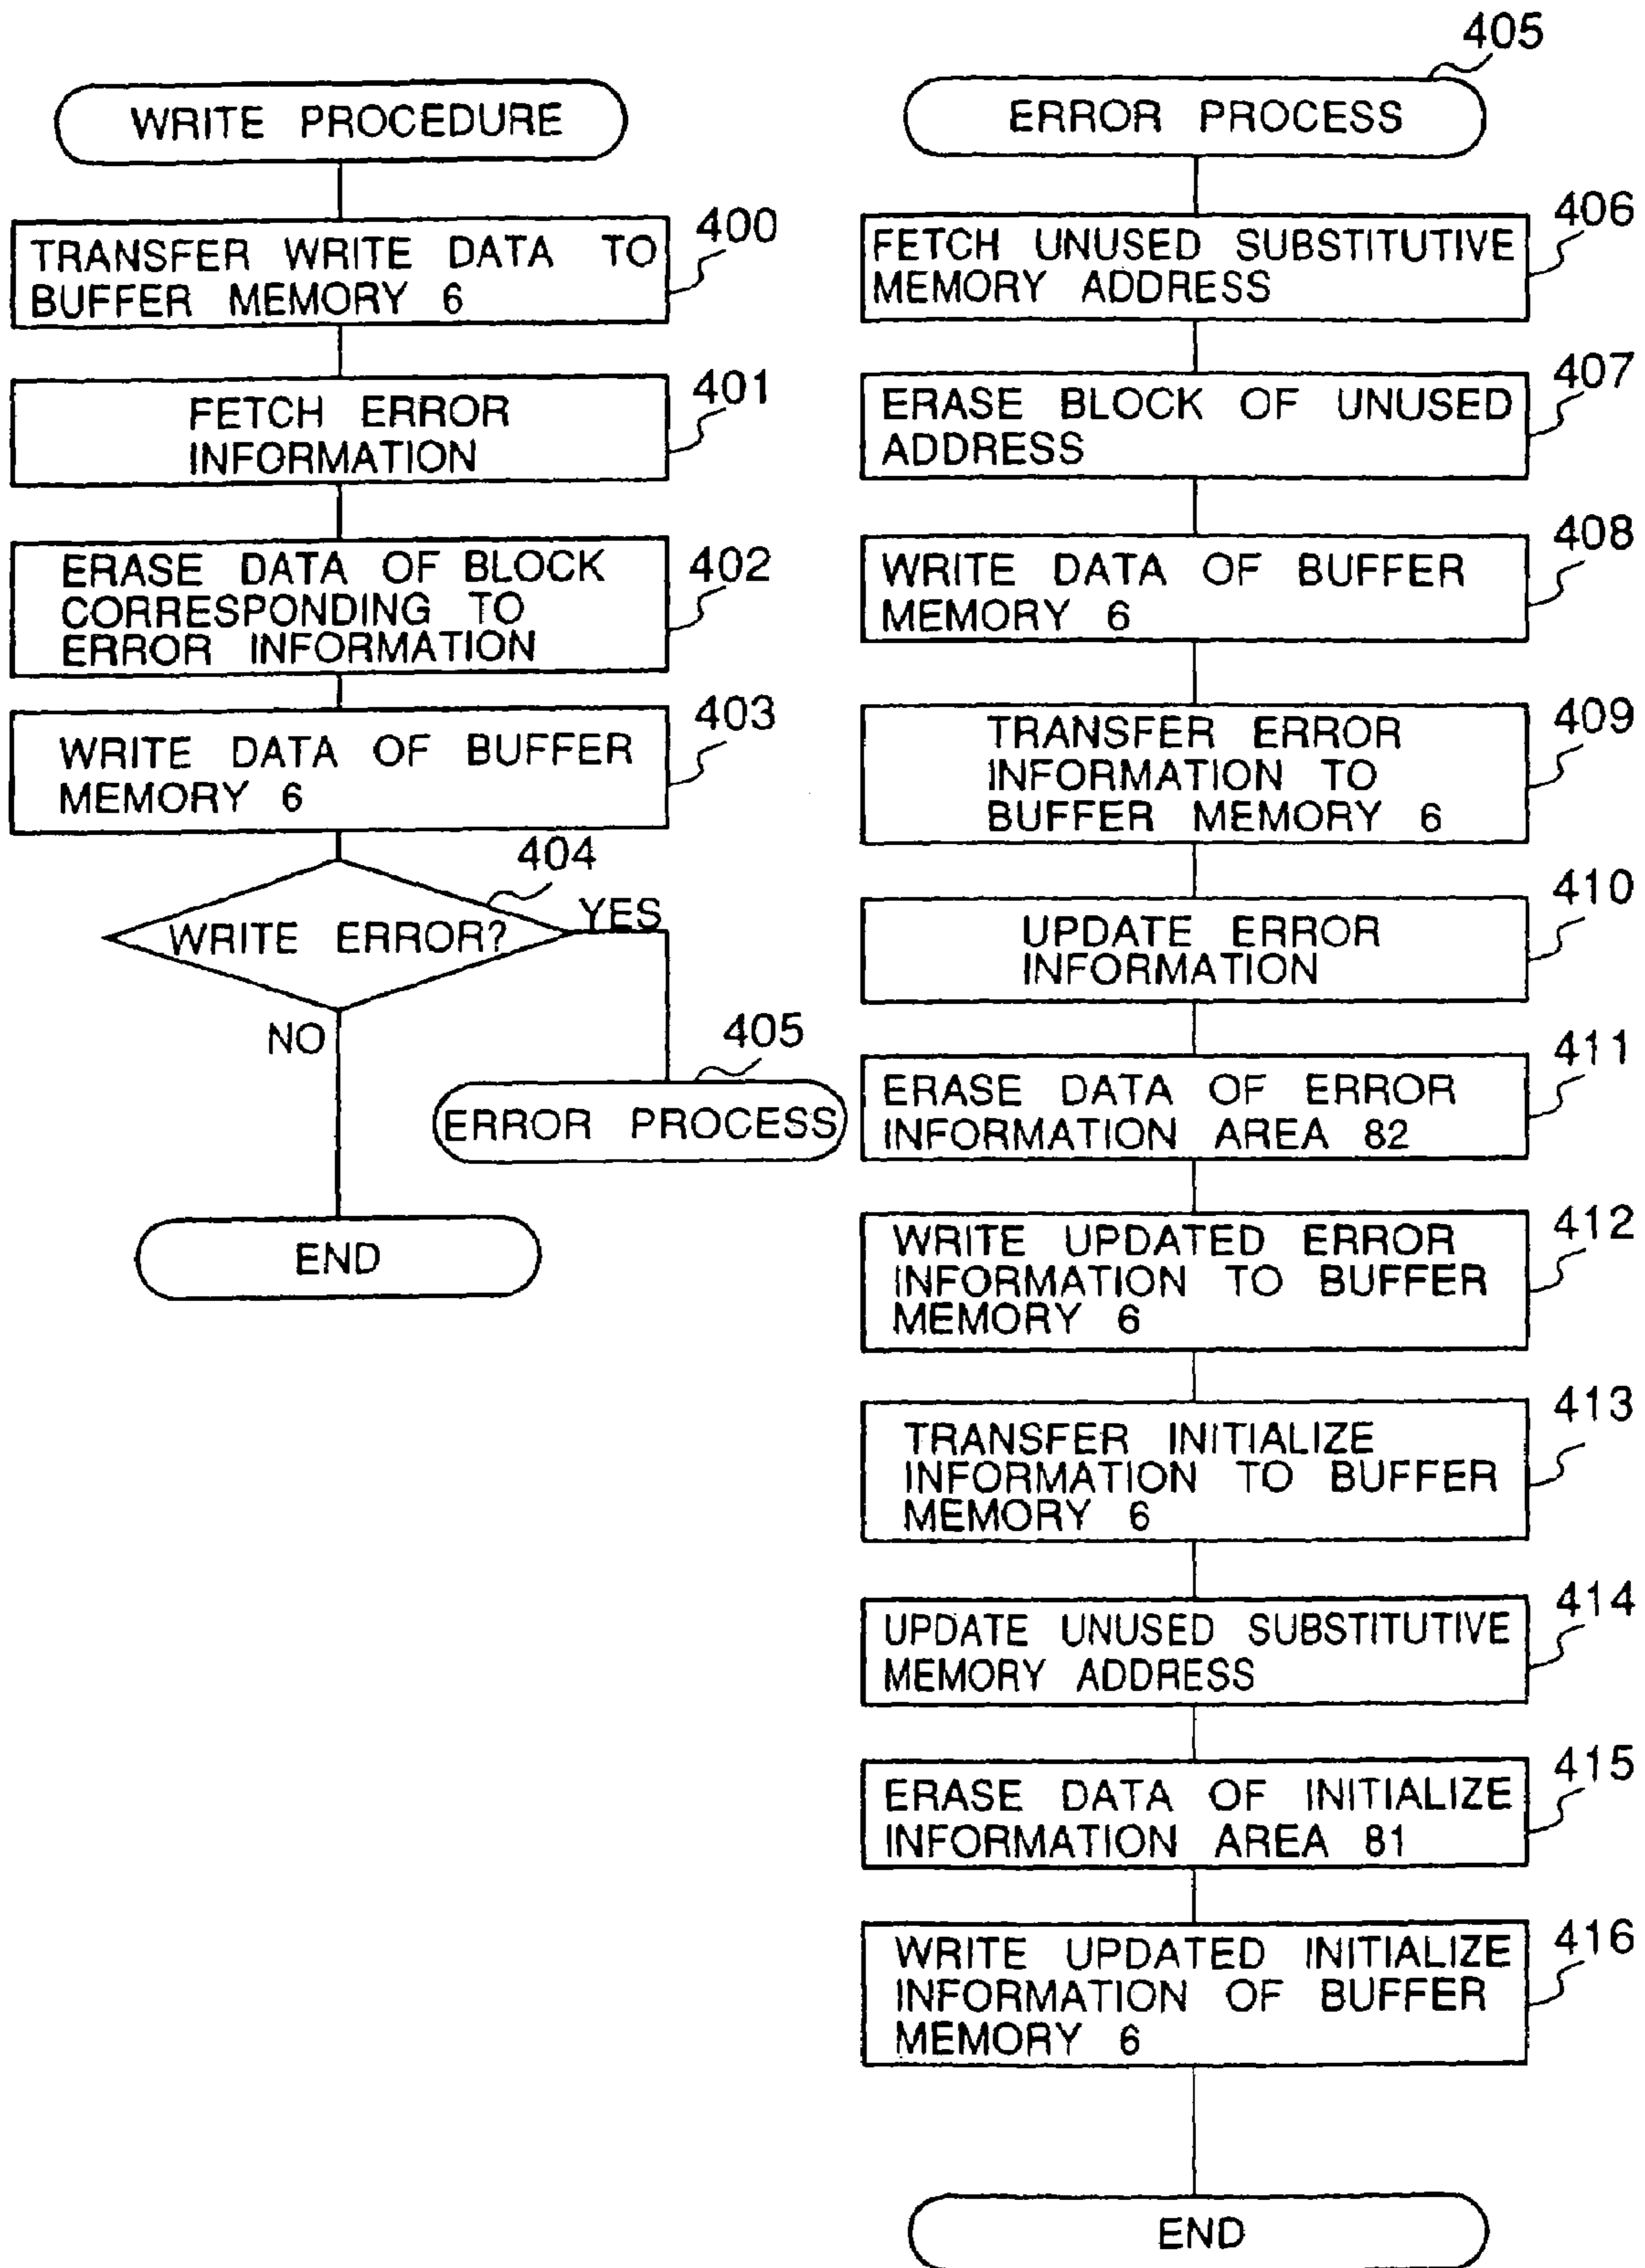 WRITE PROCEDURE
400
TRANSFER WRITE DATA TO
BUFFER MEMORY 6
401
FETCH ERROR
INFORMATION
402
ERASE DATA OF BLOCK
CORRESPONDING TO
ERROR INFORMATION
403
WRITE DATA OF BUFFER
MEMORY 6
404
WRITE ERROR?
YES
NO
405
ERROR PROCESS
END
405
ERROR PROCESS
406
FETCH UNUSED SUBSTITUTIVE
MEMORY ADDRESS
407
ERASE BLOCK OF UNUSED
ADDRESS
408
WRITE DATA OF BUFFER
MEMORY 6
409
TRANSFER ERROR
INFORMATION TO
BUFFER MEMORY 6
410
UPDATE ERROR
INFORMATION
411
ERASE DATA OF ERROR
INFORMATION AREA 82
412
WRITE UPDATED ERROR
INFORMATION TO BUFFER
MEMORY 6
413
TRANSFER INITIALIZE
INFORMATION TO BUFFER
MEMORY 6
414
UPDATE UNUSED SUBSTITUTIVE
MEMORY ADDRESS
415
ERASE DATA OF INITIALIZE
INFORMATION AREA 81
416
WRITE UPDATED INITIALIZE
INFORMATION OF BUFFER
MEMORY 6
END